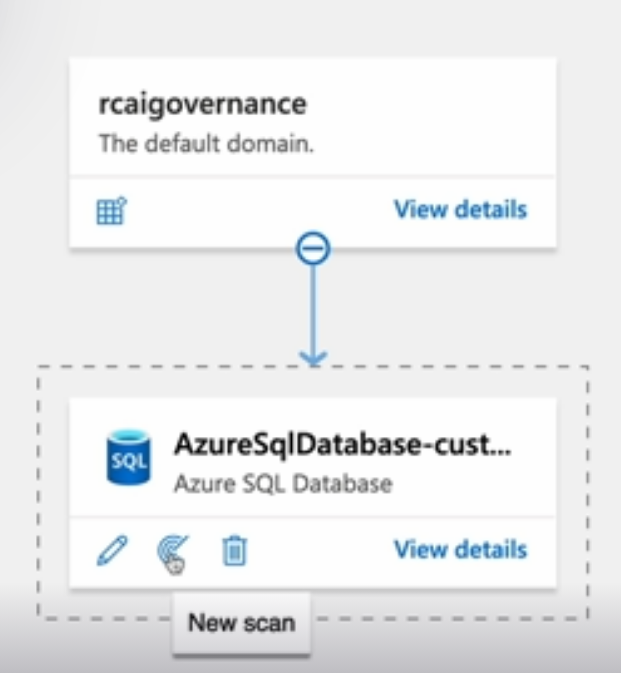 rcaigovernance
The default domain.
View details
SQL
AzureSqlDatabase-cust...
Azure SQL Database
View details
New scan